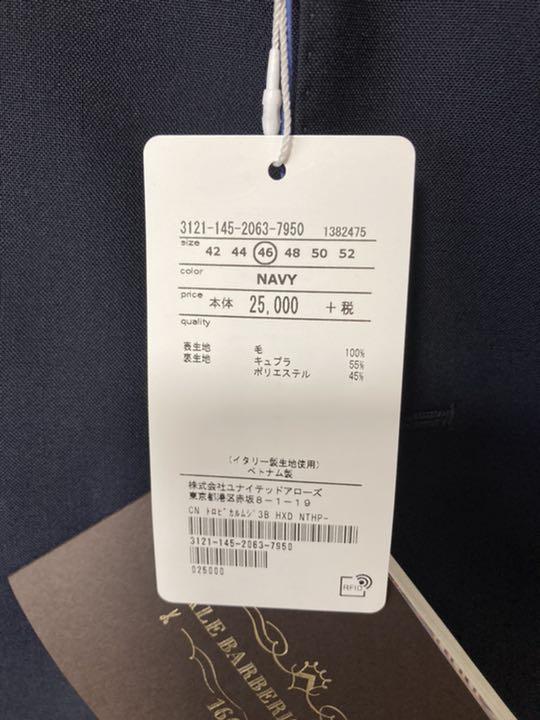 3121-145-2063-7950 1382475
size 42 44 46 48 50 52
color NAVY
price 本体 25,000 +税
quality
表生地 毛 100%
裏生地 キュプラ 55%
ポリエステル 45%
(イタリー製生地使用)
ベトナム製
株式会社ユナイテッドアローズ
東京都港区赤坂8-1-19
CN トロピカルムジ3B HXD NTHP-
3121-145-2063-7950
025000
RFID
ALE BARBERI
166